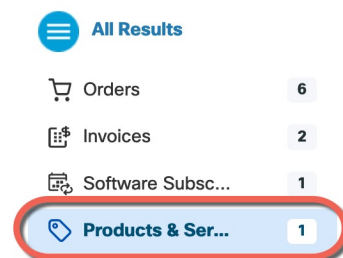 All Results
Orders 6
Invoices 2
Software Subsc... 1
Products & Ser... 1